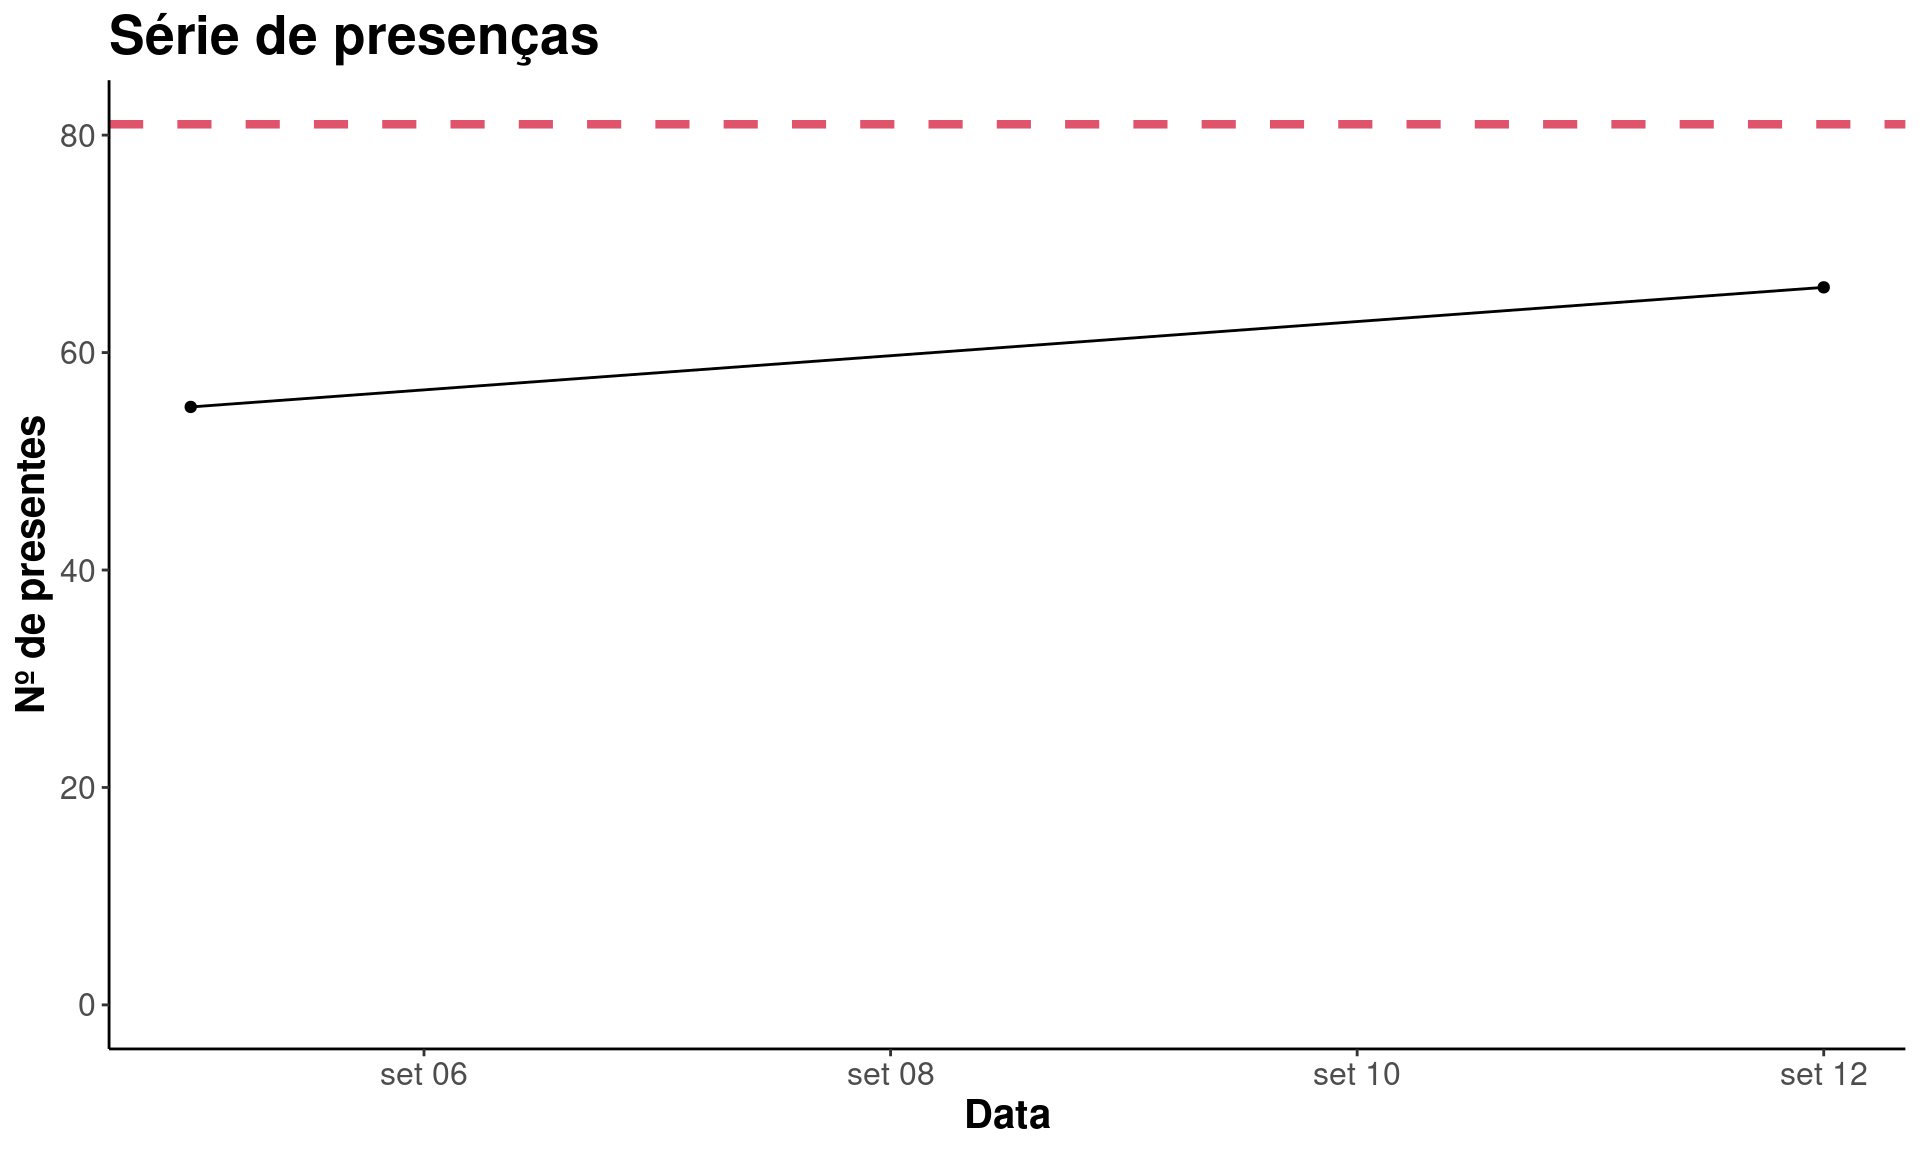 Série de presenças
Nº de presentes
80
60
40
20
0
set 06
set 08
set 10
set 12
Data